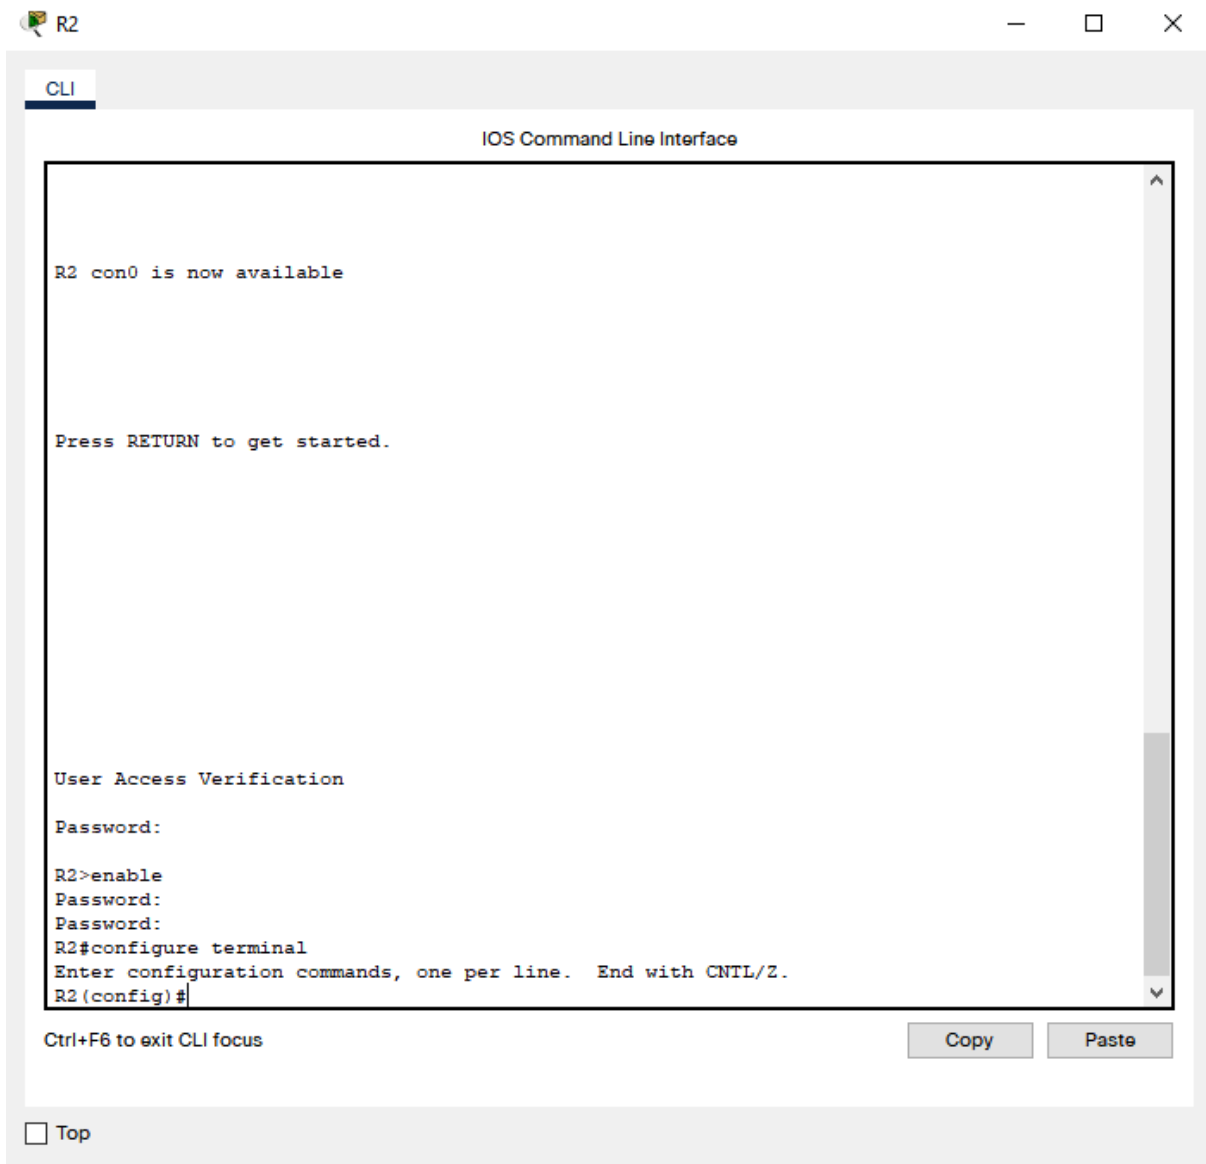 R2
CLI
IOS Command Line Interface
R2 con0 is now available
Press RETURN to get started.
User Access Verification
Password:
R2>enable
Password:
Password:
R2#configure terminal
Enter configuration commands, one per line.  End with CNTL/Z.
R2(config)#
Ctrl+F6 to exit CLI focus
Copy
Paste
Top